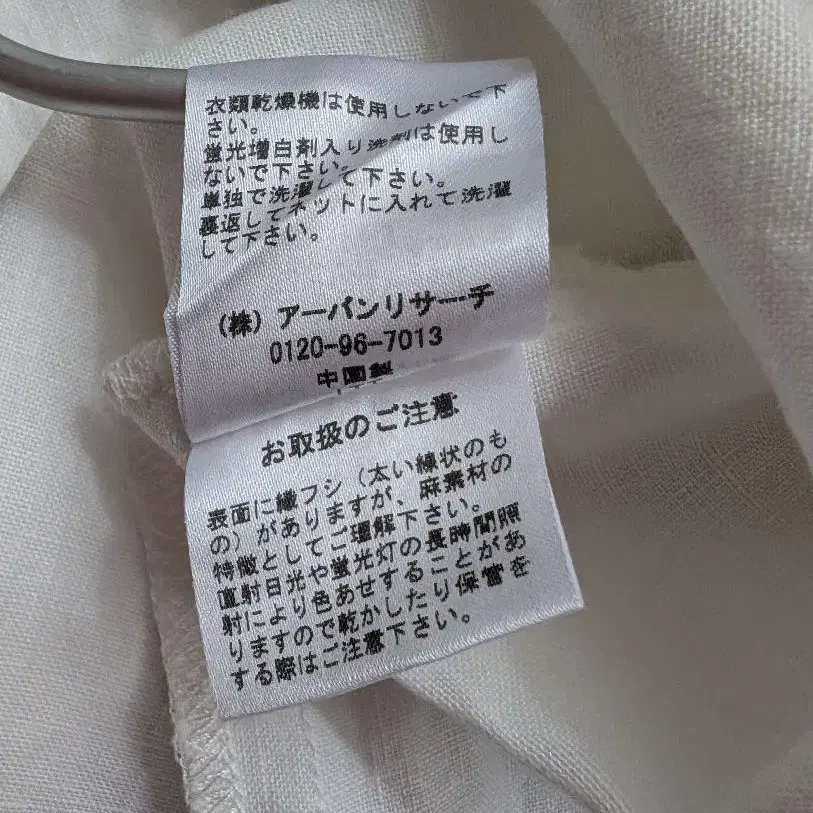 衣類乾燥機は使用しないで下
さい。
蛍光増白剤入り洗剤は使用し
ないで下さい。
単独で洗濯して下さい。
裏返してネットに入れて洗濯
して下さい。
(株) アーバンリサーチ
0120-96-7013
中国製
お取扱のご注意
表面に繊フシ (太い線状のも
の) がありますが、麻素材の
特徴としてご理解下さい。
直射日光や蛍光灯の長時間照
射により色あせすることがあ
りますので乾かしたり保管を
する際はご注意下さい。